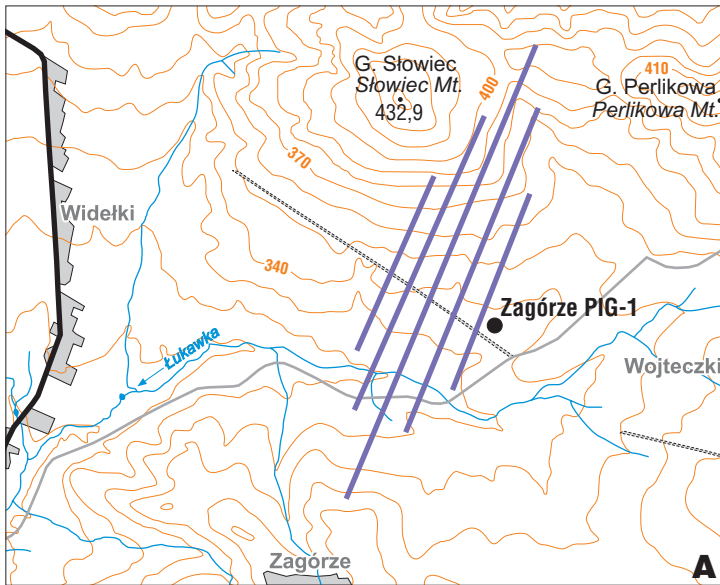 G. Słowiec
Słowiec Mt.
432,9
400
410
G. Perlikowa
Perlikowa Mt.
370
Widełki
340
Zagórze PIG-1
Łukawka
Wojteczki
Zagórze
A